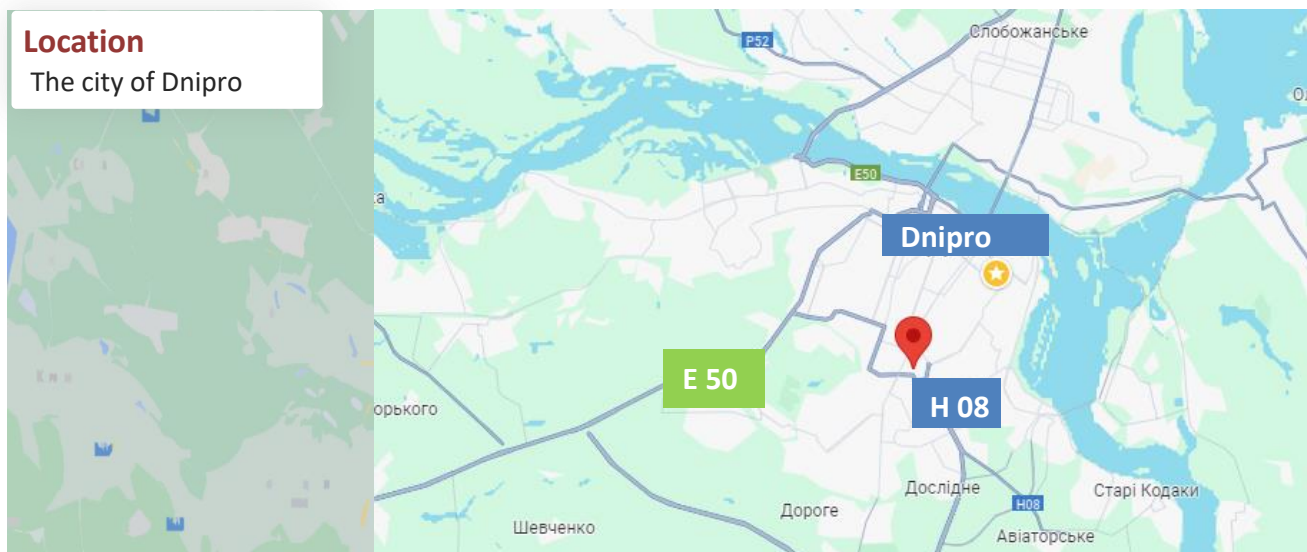 Location
The city of Dnipro
P52
Слобожанське
E50
Dnipro
E 50
H 08
орького
Дослідне
Старі Кодаки
H08
Дороге
Шевченко
Авіаторське